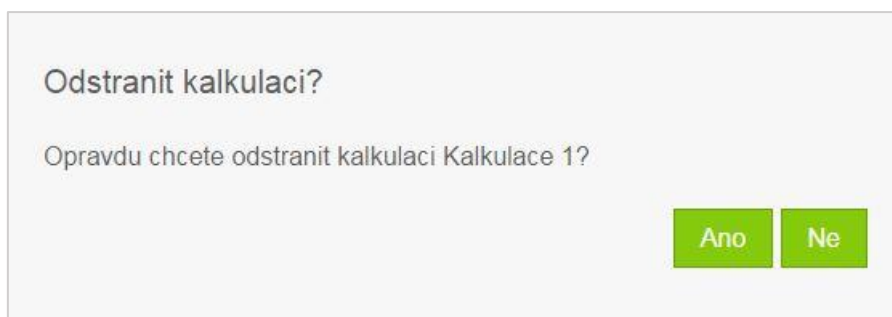 Odstranit kalkulaci?
Opravdu chcete odstranit kalkulaci Kalkulace 1?
Ano Ne